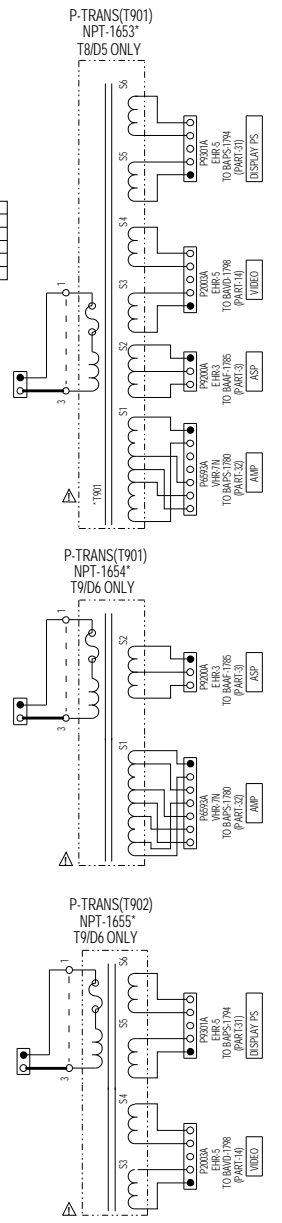 P-TRANS(T901)
NPT-1653*
T8/D5 ONLY
1
3
*T901
S6
S5
S4
S3
S2
S1
P9301A
EHR-5
TO BAPS-1794
(PART-31)
DISPLAY PS
P2003A
EHR-5
TO BAVD-1798
(PART-14)
VIDEO
P9200A
EHR-3
TO BAAF-1785
(PART-3)
ASP
P6593A
VHR-7N
TO BAPS-1780
(PART-32)
AMP
P-TRANS(T901)
NPT-1654*
T9/D6 ONLY
1
3
S2
S1
P9200A
EHR-3
TO BAAF-1785
(PART-3)
ASP
P6593A
VHR-7N
TO BAPS-1780
(PART-32)
AMP
P-TRANS(T902)
NPT-1655*
T9/D6 ONLY
1
3
S6
S5
S4
S3
P9301A
EHR-5
TO BAPS-1794
(PART-31)
DISPLAY PS
P2003A
EHR-5
TO BAVD-1798
(PART-14)
VIDEO